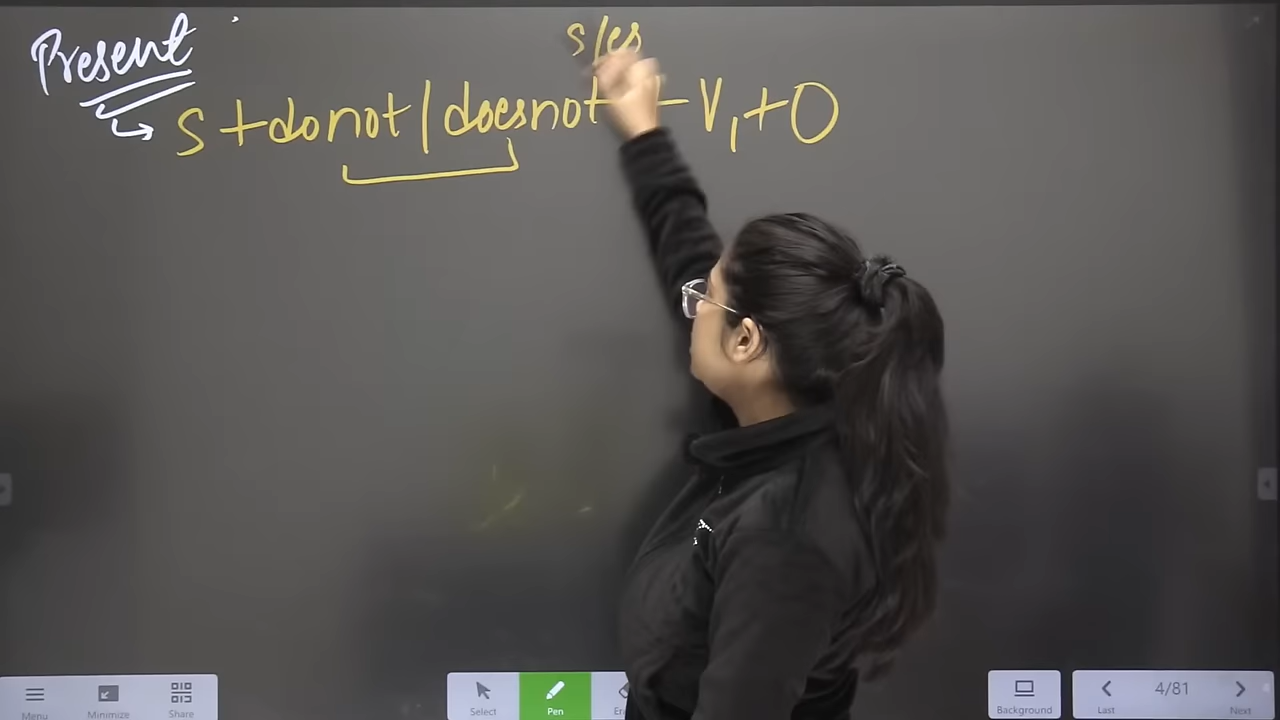 s/es
Present
S + do not | does not + V1 + O
Menu
Minimize
Share
Select
Pen
Background
Last
4/81
Next